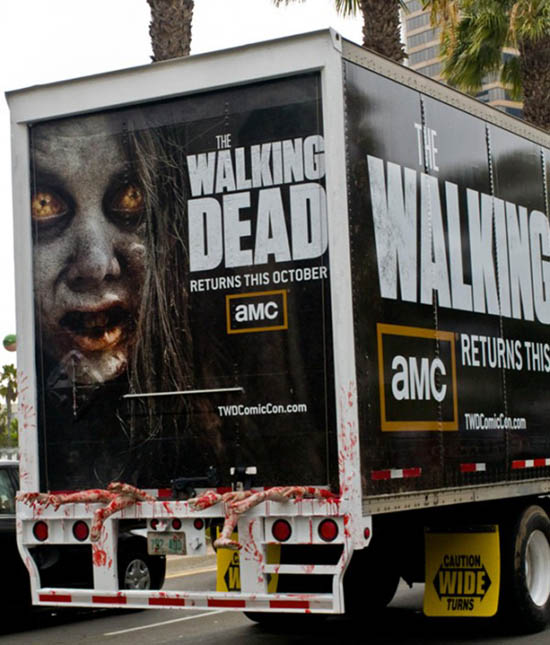 THE
WALKING
DEAD
RETURNS THIS OCTOBER
aMC
TWDComicCon.com
THE
WALKING
aMC
RETURNS THIS
TWDComicCon.com
CAUTION
WIDE
TURNS
W